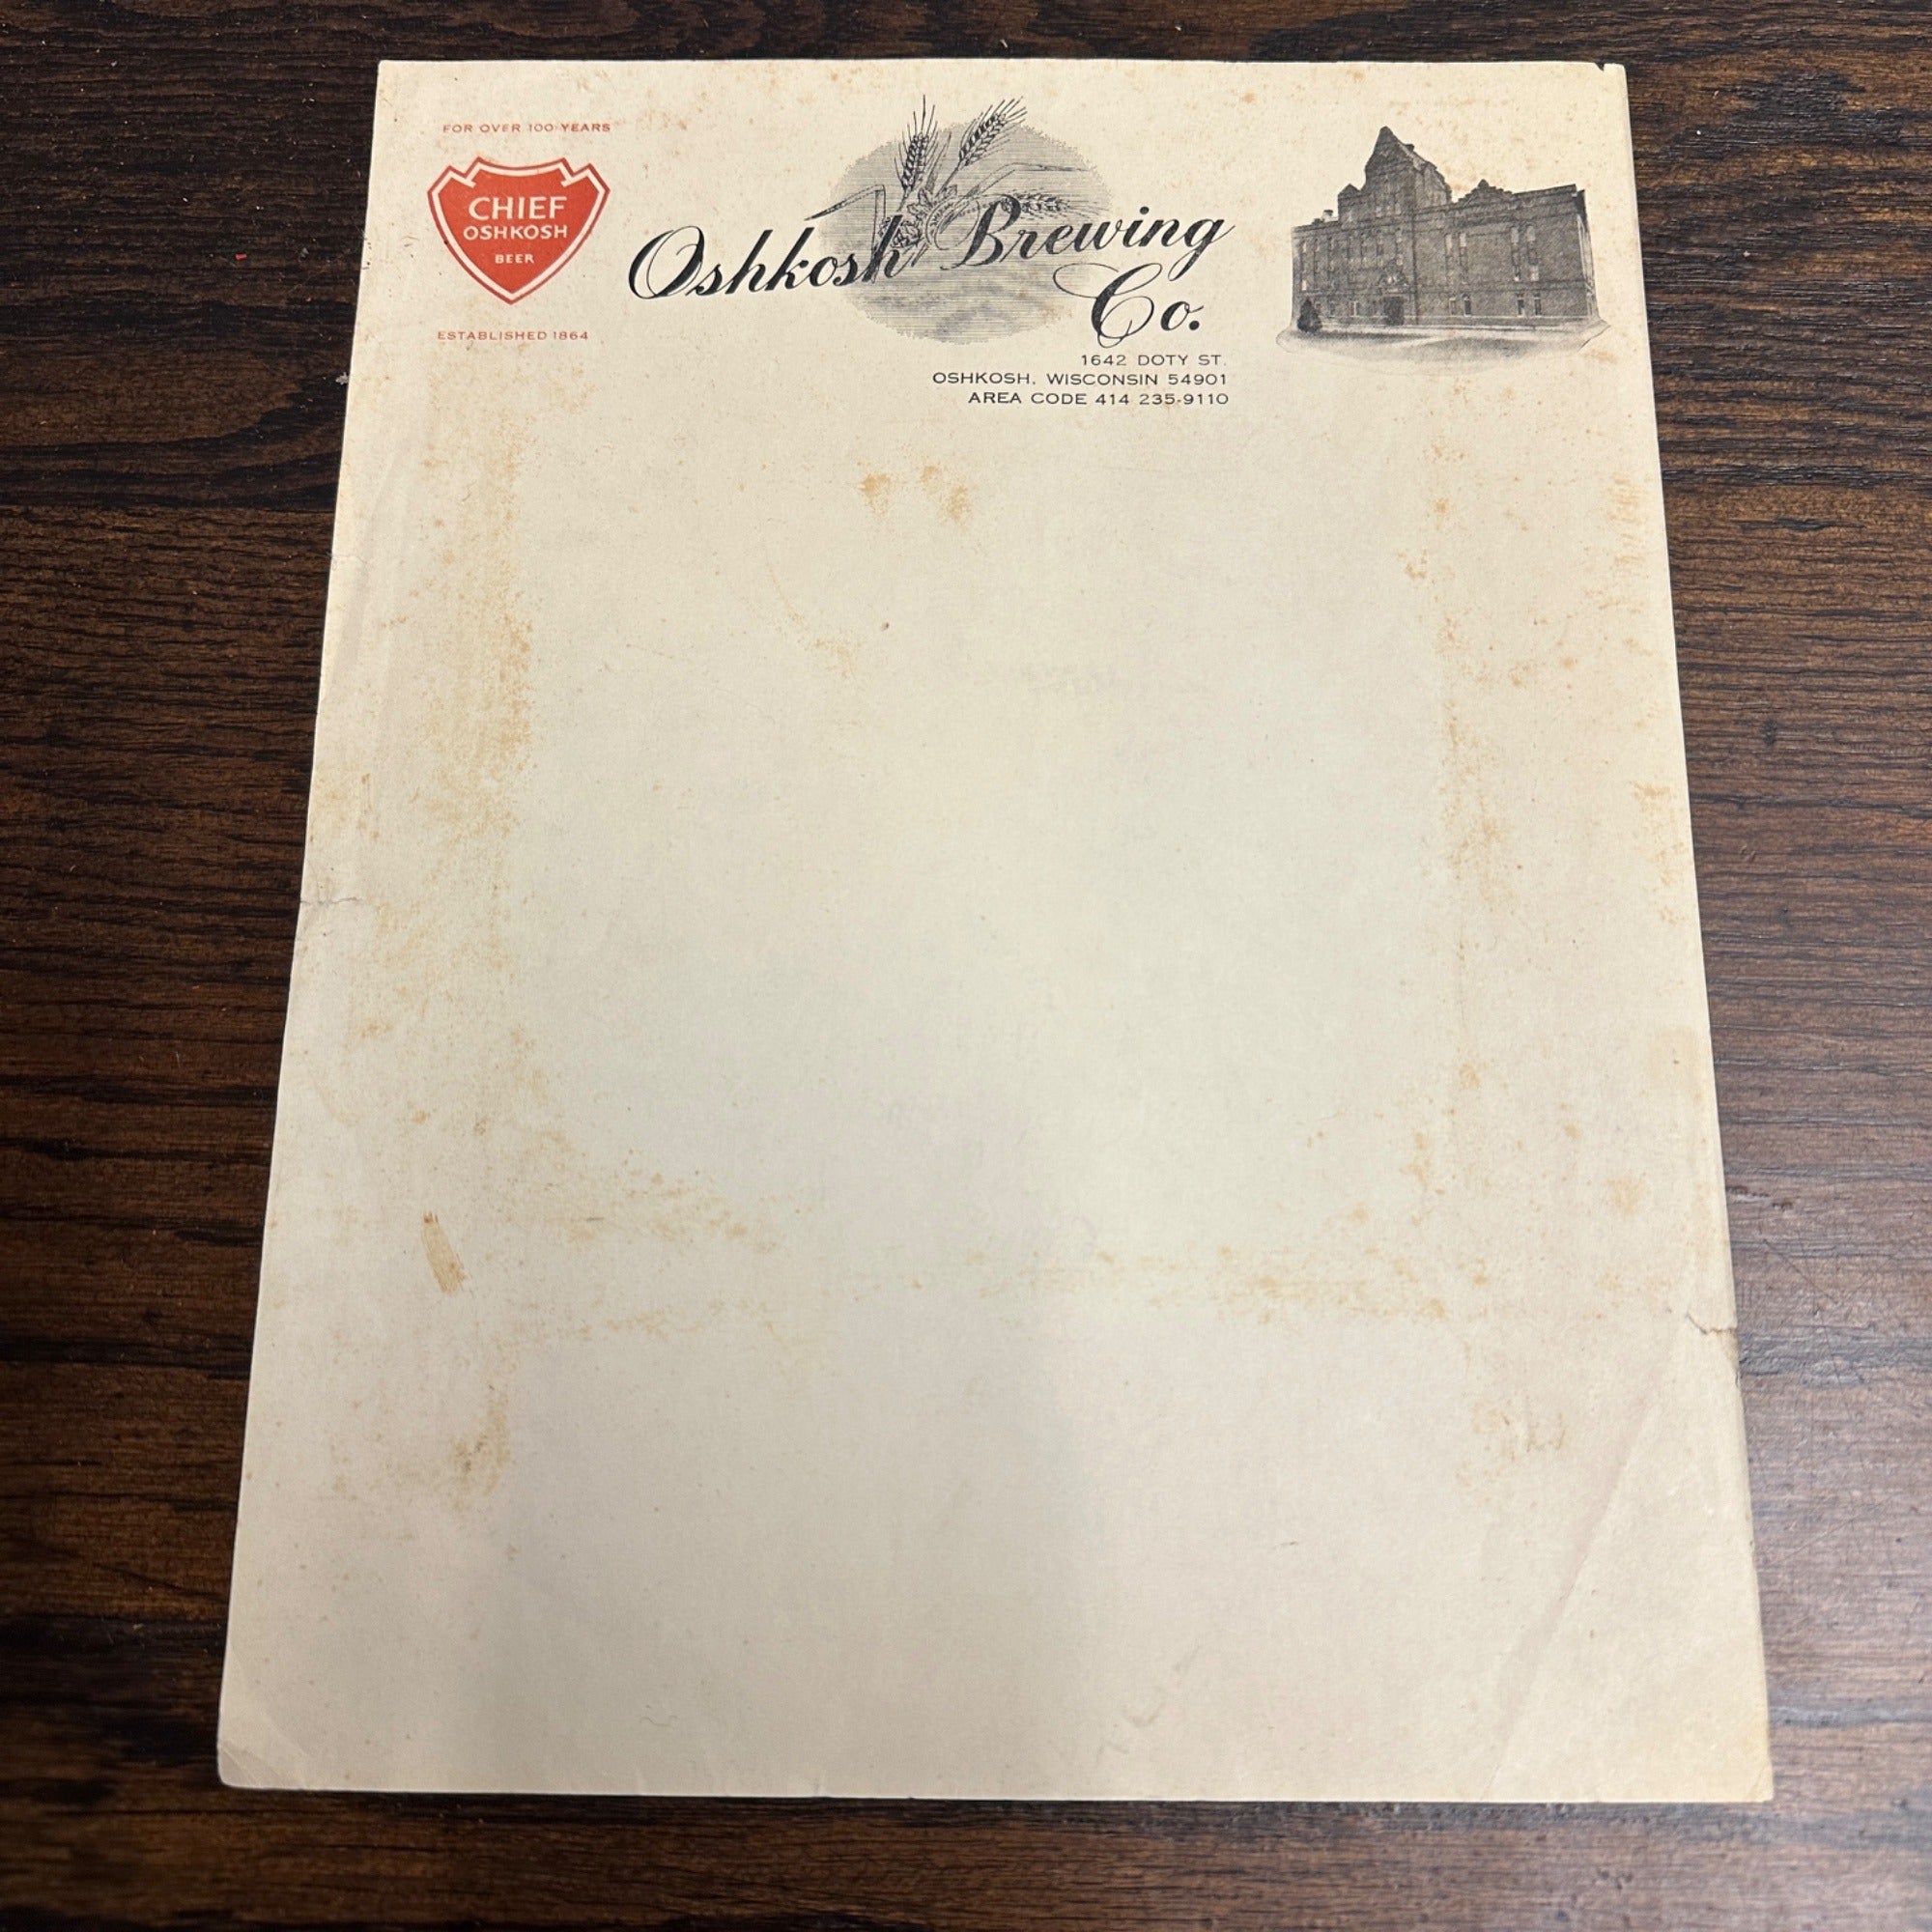 FOR OVER 100 YEARS
CHIEF
OSHKOSH
BEER
ESTABLISHED 1864
Oshkosh Brewing
Co.
1642 DOTY ST.
OSHKOSH, WISCONSIN 54901
AREA CODE 414 235-9110